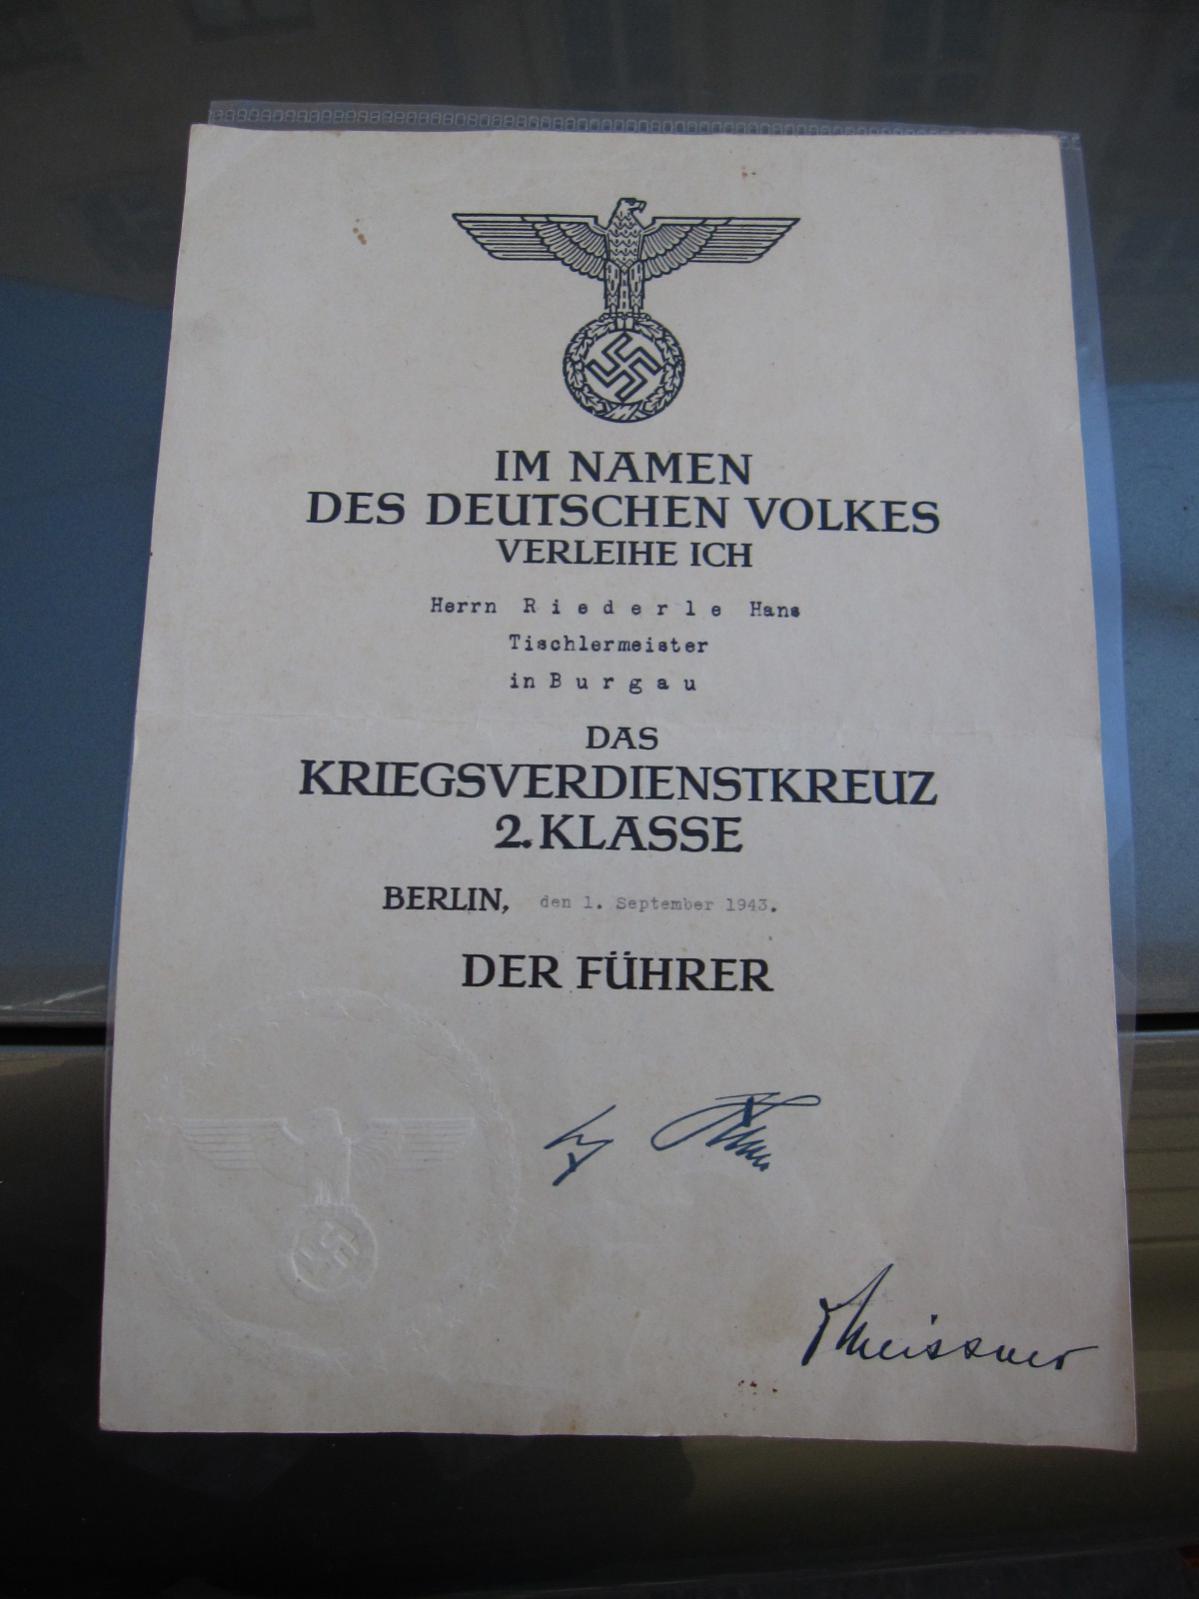 IM NAMEN
DES DEUTSCHEN VOLKES
VERLEIHE ICH
Herrn Riederle Hans
Tischlermeister
in Burgau
DAS
KRIEGSVERDIENSTKREUZ
2. KLASSE
BERLIN, den 1. September 1943.
DER FÜHRER
Meissner